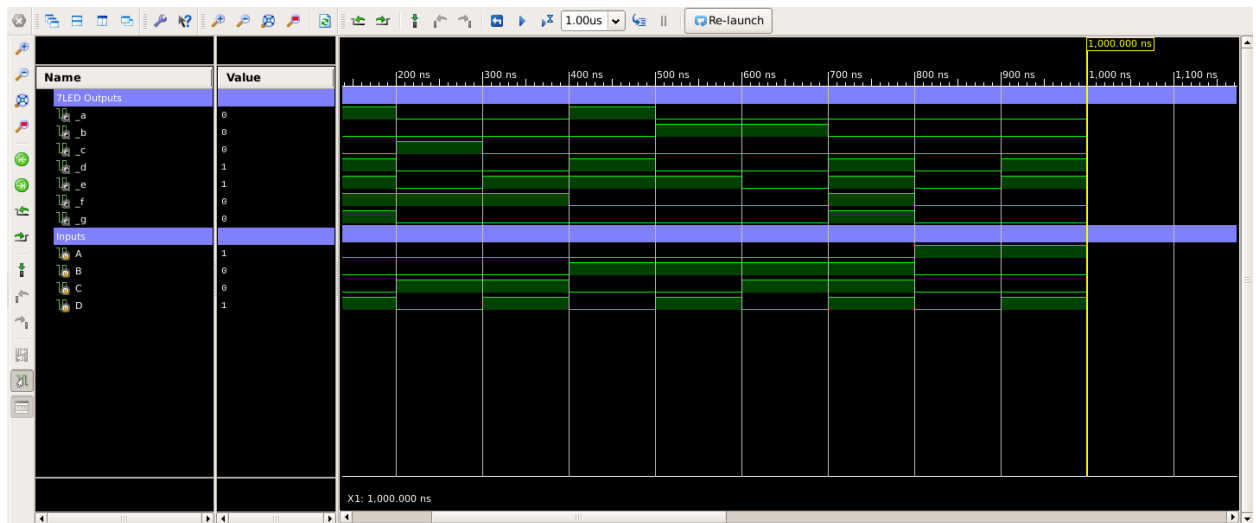 1.00us
Re-launch
1,000.000 ns
Name
Value
200 ns
300 ns
400 ns
500 ns
600 ns
700 ns
800 ns
900 ns
1,000 ns
1,100 ns
7LED Outputs
_a 0
_b 0
_c 0
_d 1
_e 1
_f 0
_g 0
Inputs
A 1
B 0
C 0
D 1
X1: 1,000.000 ns